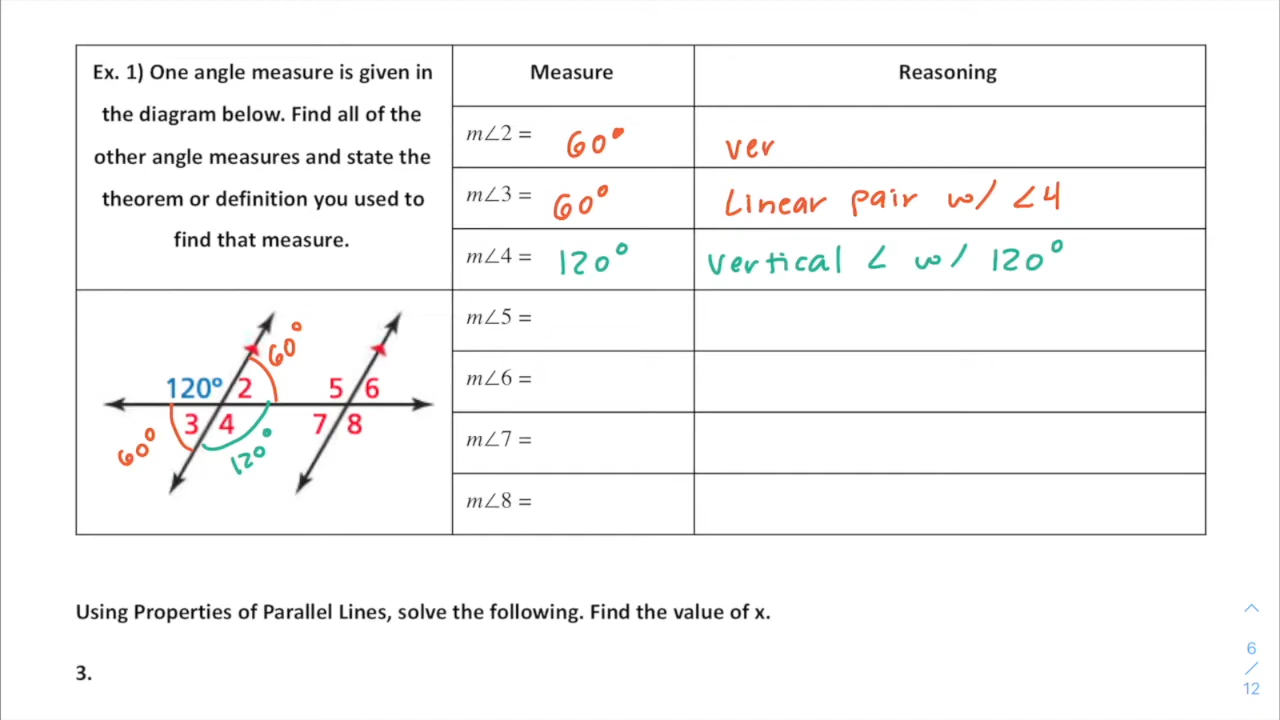 Ex. 1) One angle measure is given in
the diagram below. Find all of the
other angle measures and state the
theorem or definition you used to
find that measure.
Measure
Reasoning
m∠2 = 60°
ver
m∠3 = 60°
Linear pair w/ ∠4
m∠4 = 120°
vertical ∠ w/ 120°
m∠5 =
m∠6 =
m∠7 =
m∠8 =
60°
120° 2 5 6
3 4 7 8
60°
120°
Using Properties of Parallel Lines, solve the following. Find the value of x.
3.
6
/
12